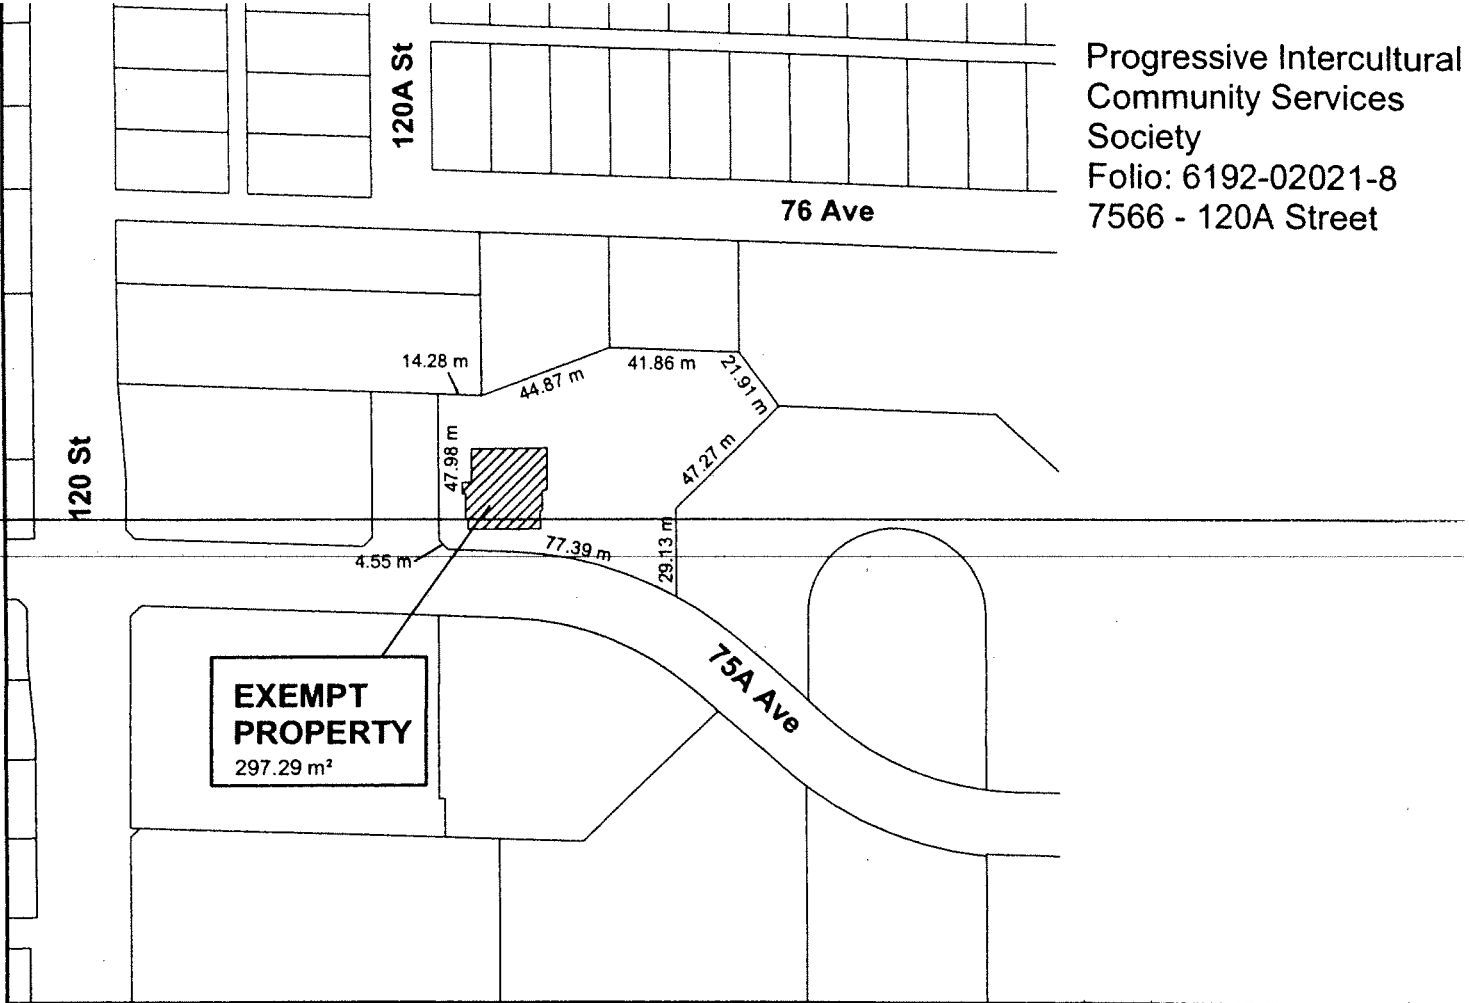 120A St
Progressive Intercultural
Community Services
Society
Folio: 6192-02021-8
7566 - 120A Street
76 Ave
14.28 m
44.87 m
41.86 m
21.91 m
120 St
47.98 m
47.27 m
4.55 m
77.39 m
29.13 m
75A Ave
EXEMPT
PROPERTY
297.29 m²